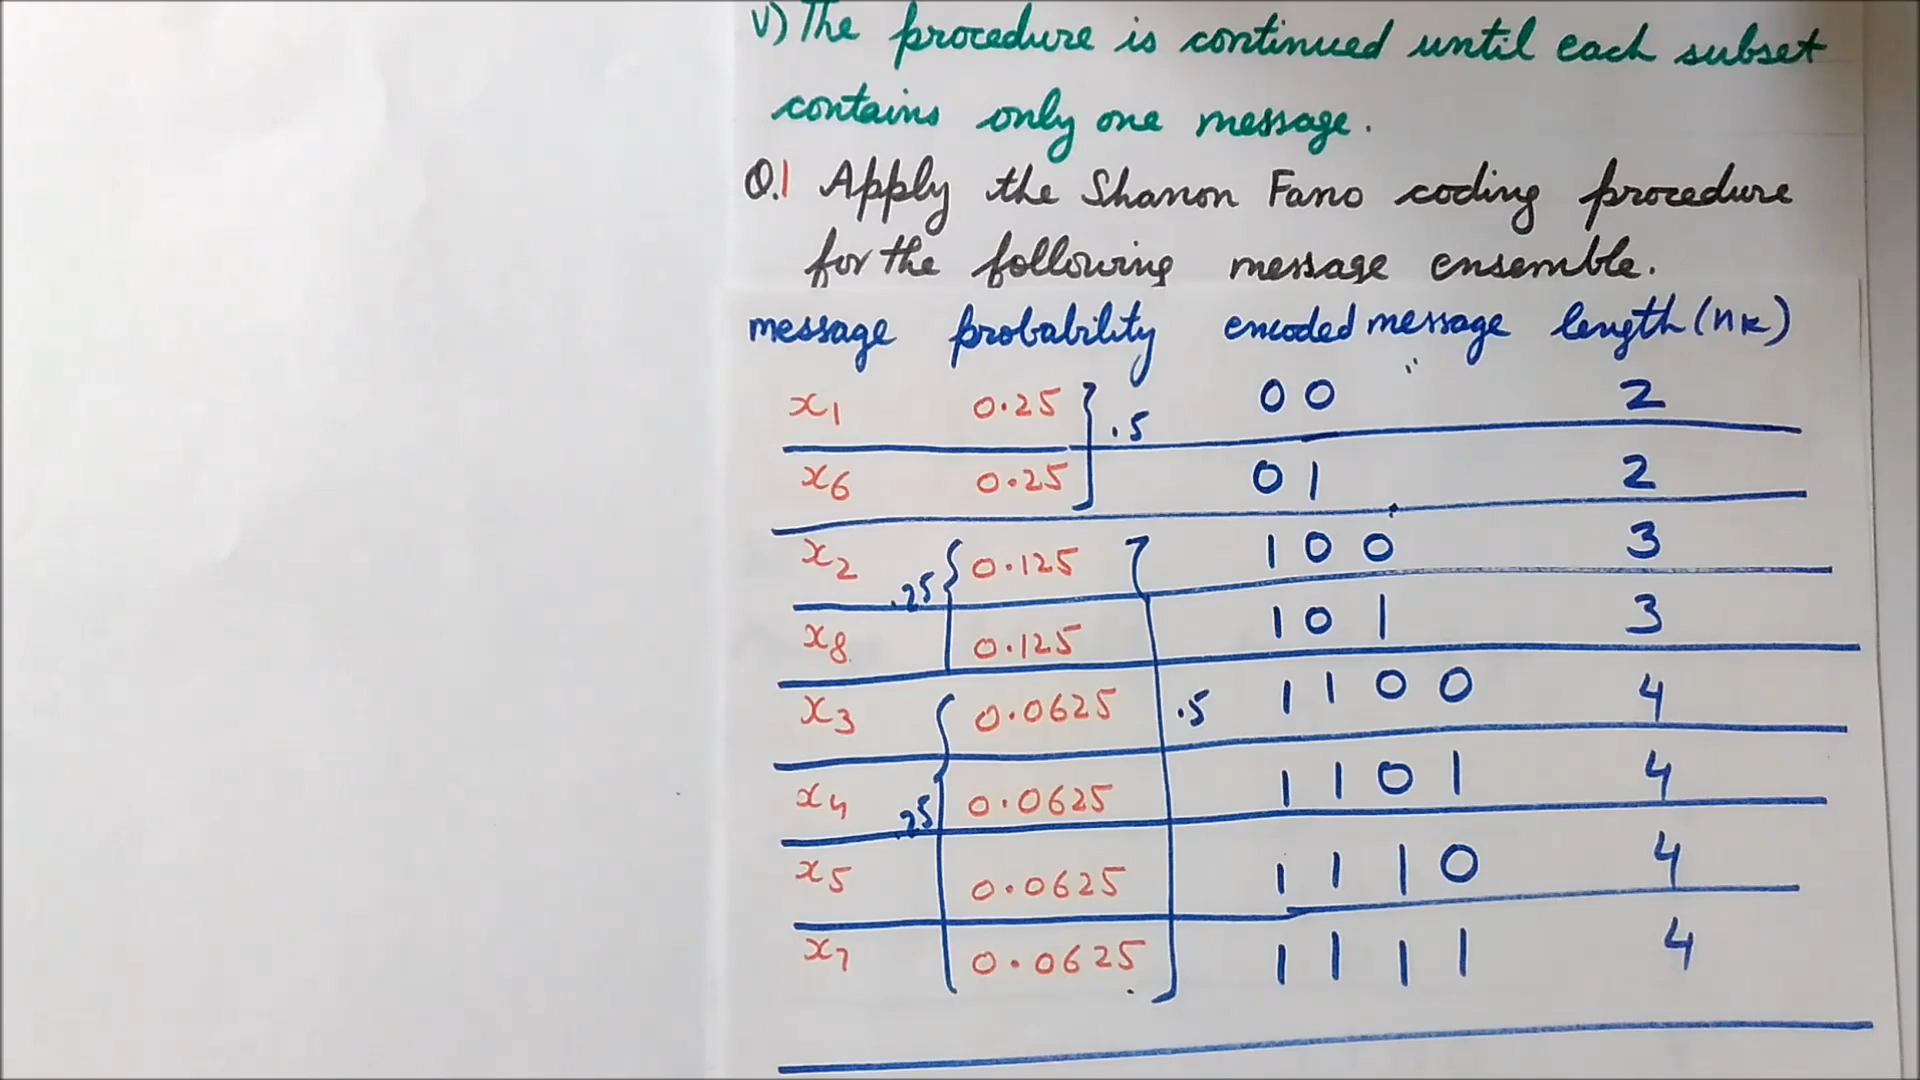 v) The procedure is continued until each subset
contains only one message.
Q.1 Apply the Shanon Fano coding procedure
for the following message ensemble.
message probability encoded message length (nk)
x1 0.25 .5 00 2
x6 0.25 01 2
x2 .25 0.125 100 3
x8 0.125 101 3
x3 0.0625 .5 1100 4
x4 .25 0.0625 1101 4
x5 0.0625 1110 4
x7 0.0625 1111 4